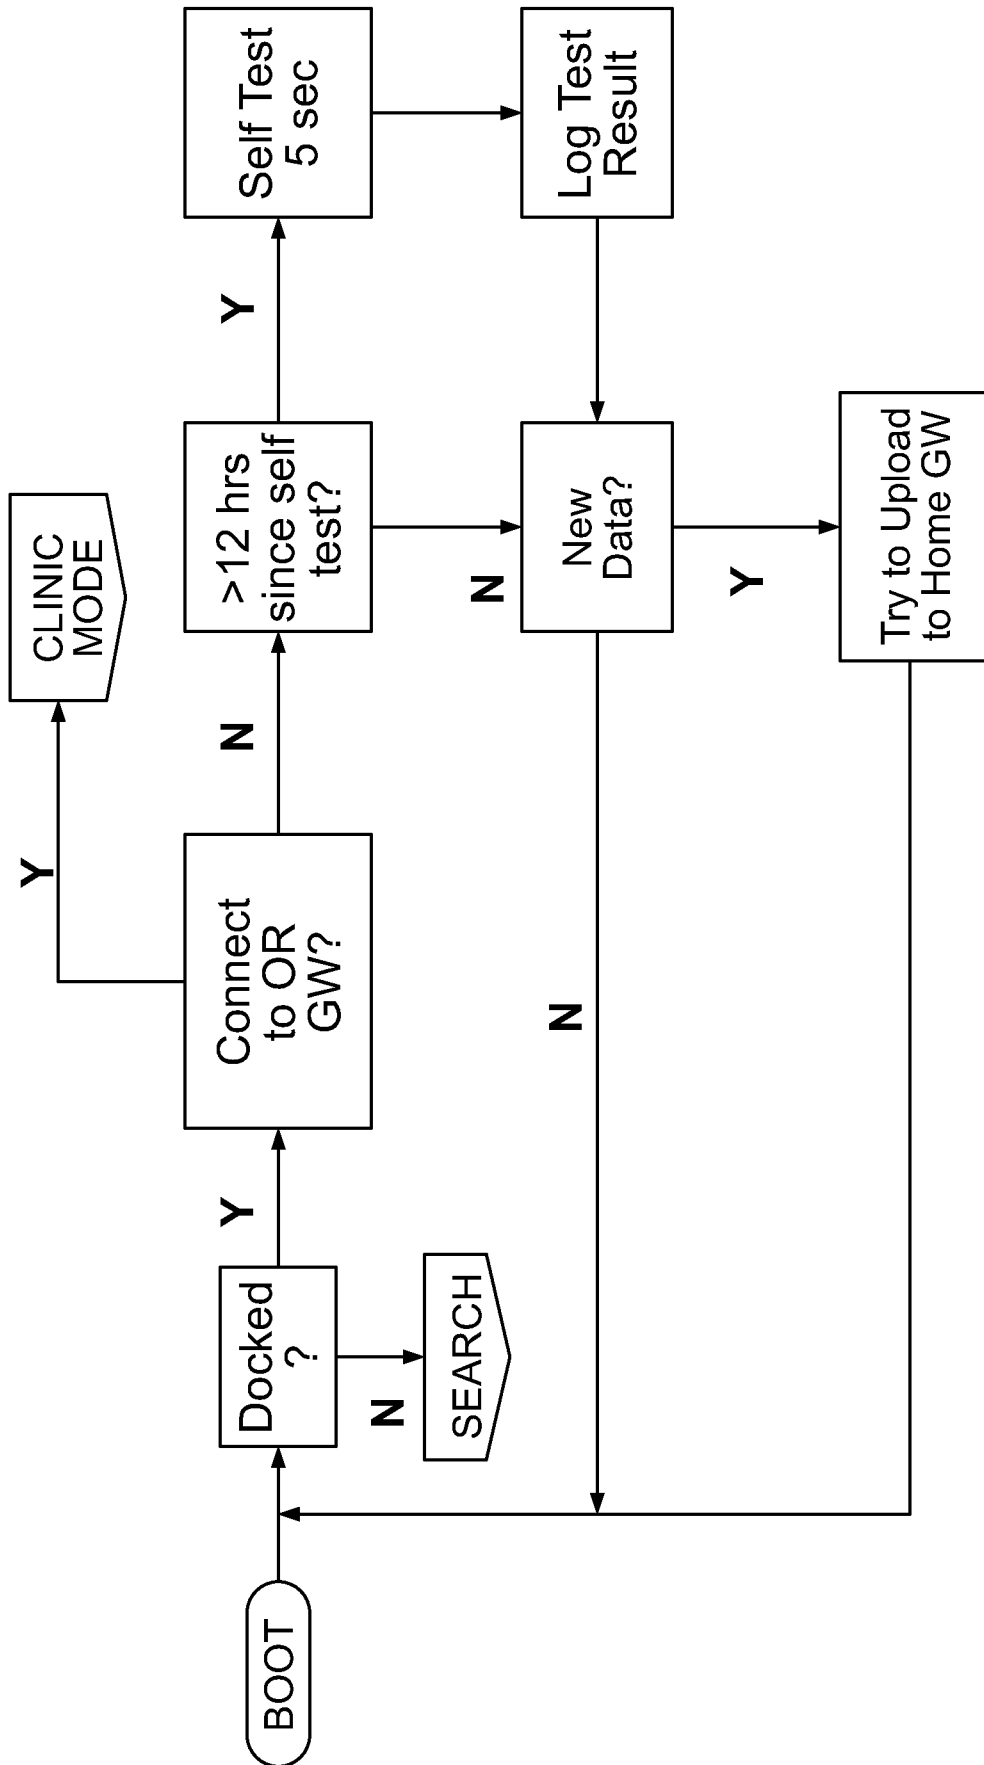 BOOT
Docked
?
Y
N
SEARCH
Connect
to OR
GW?
Y
CLINIC
MODE
N
>12 hrs
since self
test?
Y
Self Test
5 sec
Log Test
Result
N
New
Data?
N
Y
Try to Upload
to Home GW